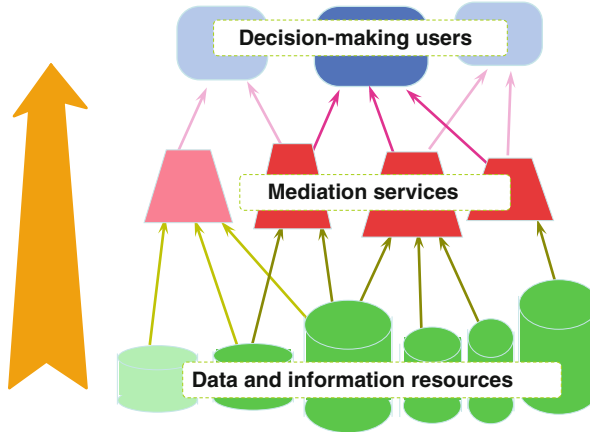 Decision-making users
Mediation services
Data and information resources